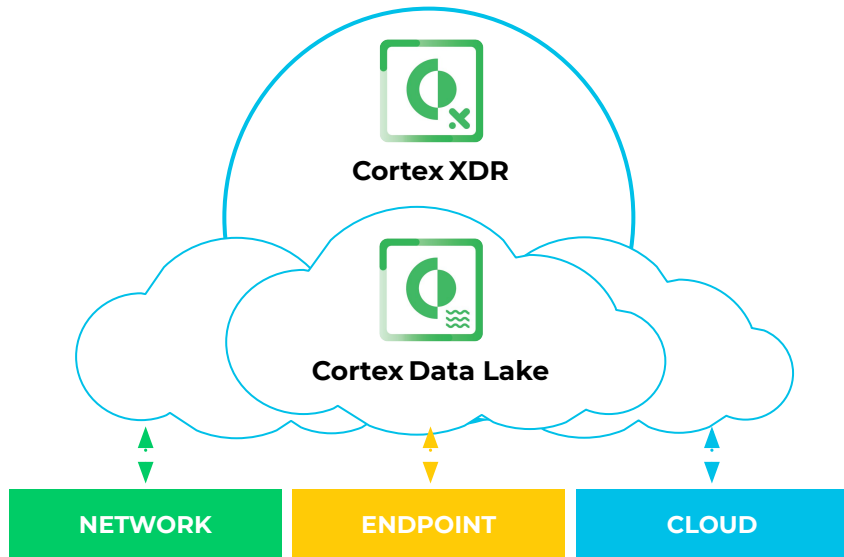 Cortex XDR
Cortex Data Lake
NETWORK
ENDPOINT
CLOUD